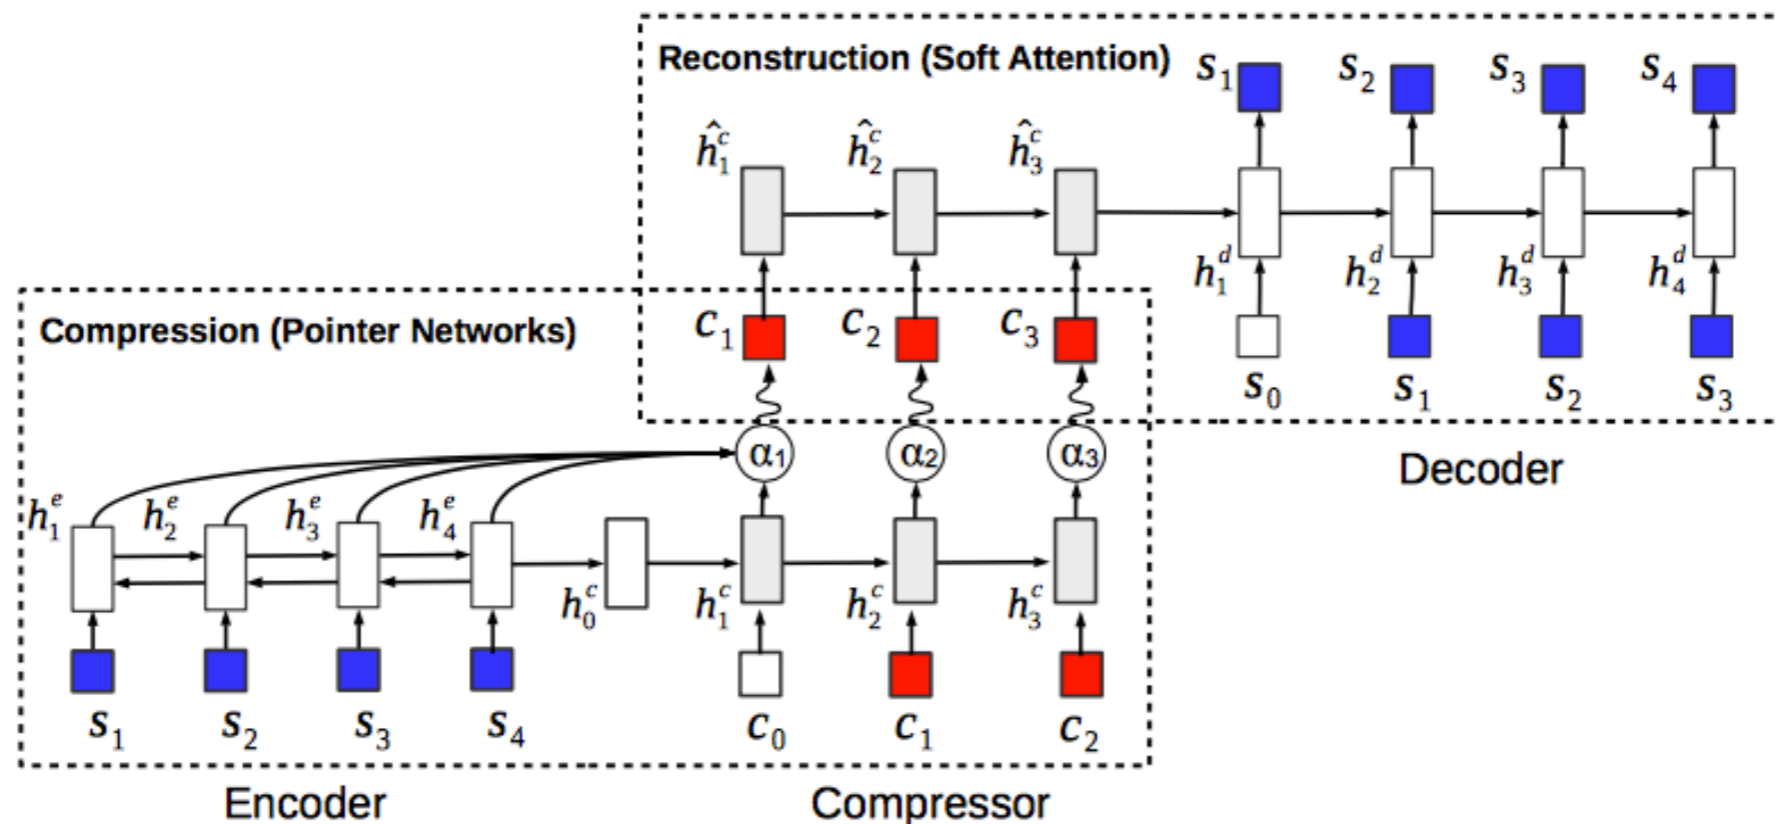 Reconstruction (Soft Attention)
s₁ s₂ s₃ s₄
ĥ₁ᶜ ĥ₂ᶜ ĥ₃ᶜ
h₁ᵈ h₂ᵈ h₃ᵈ h₄ᵈ
Compression (Pointer Networks)
c₁ c₂ c₃
s₀ s₁ s₂ s₃
α₁ α₂ α₃
Decoder
h₁ᵉ h₂ᵉ h₃ᵉ h₄ᵉ
h₀ᶜ h₁ᶜ h₂ᶜ h₃ᶜ
s₁ s₂ s₃ s₄ c₀ c₁ c₂
Encoder Compressor